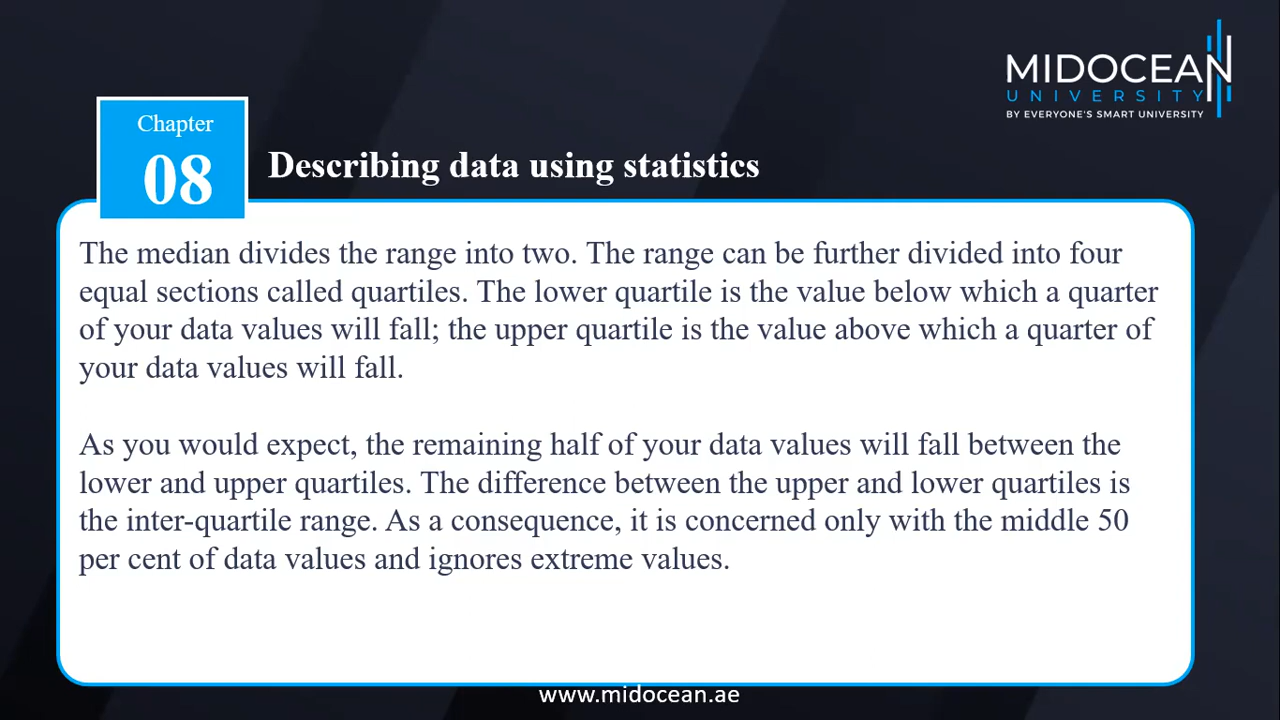 MIDOCEAN
UNIVERSITY
BY EVERYONE'S SMART UNIVERSITY
Chapter
08
Describing data using statistics
The median divides the range into two. The range can be further divided into four
equal sections called quartiles. The lower quartile is the value below which a quarter
of your data values will fall; the upper quartile is the value above which a quarter of
your data values will fall.
As you would expect, the remaining half of your data values will fall between the
lower and upper quartiles. The difference between the upper and lower quartiles is
the inter-quartile range. As a consequence, it is concerned only with the middle 50
per cent of data values and ignores extreme values.
www.midocean.ae